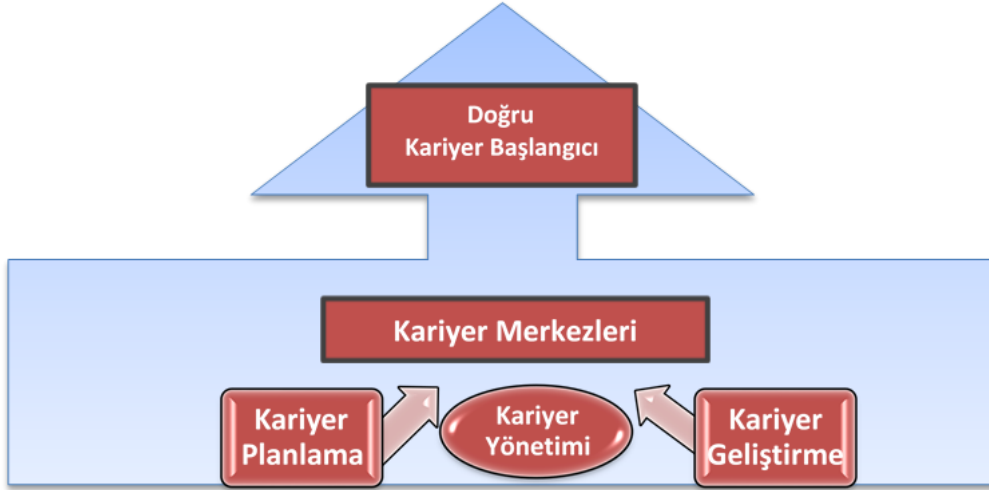 Doğru
Kariyer Başlangıcı
Kariyer Merkezleri
Kariyer
Planlama
Kariyer
Yönetimi
Kariyer
Geliştirme